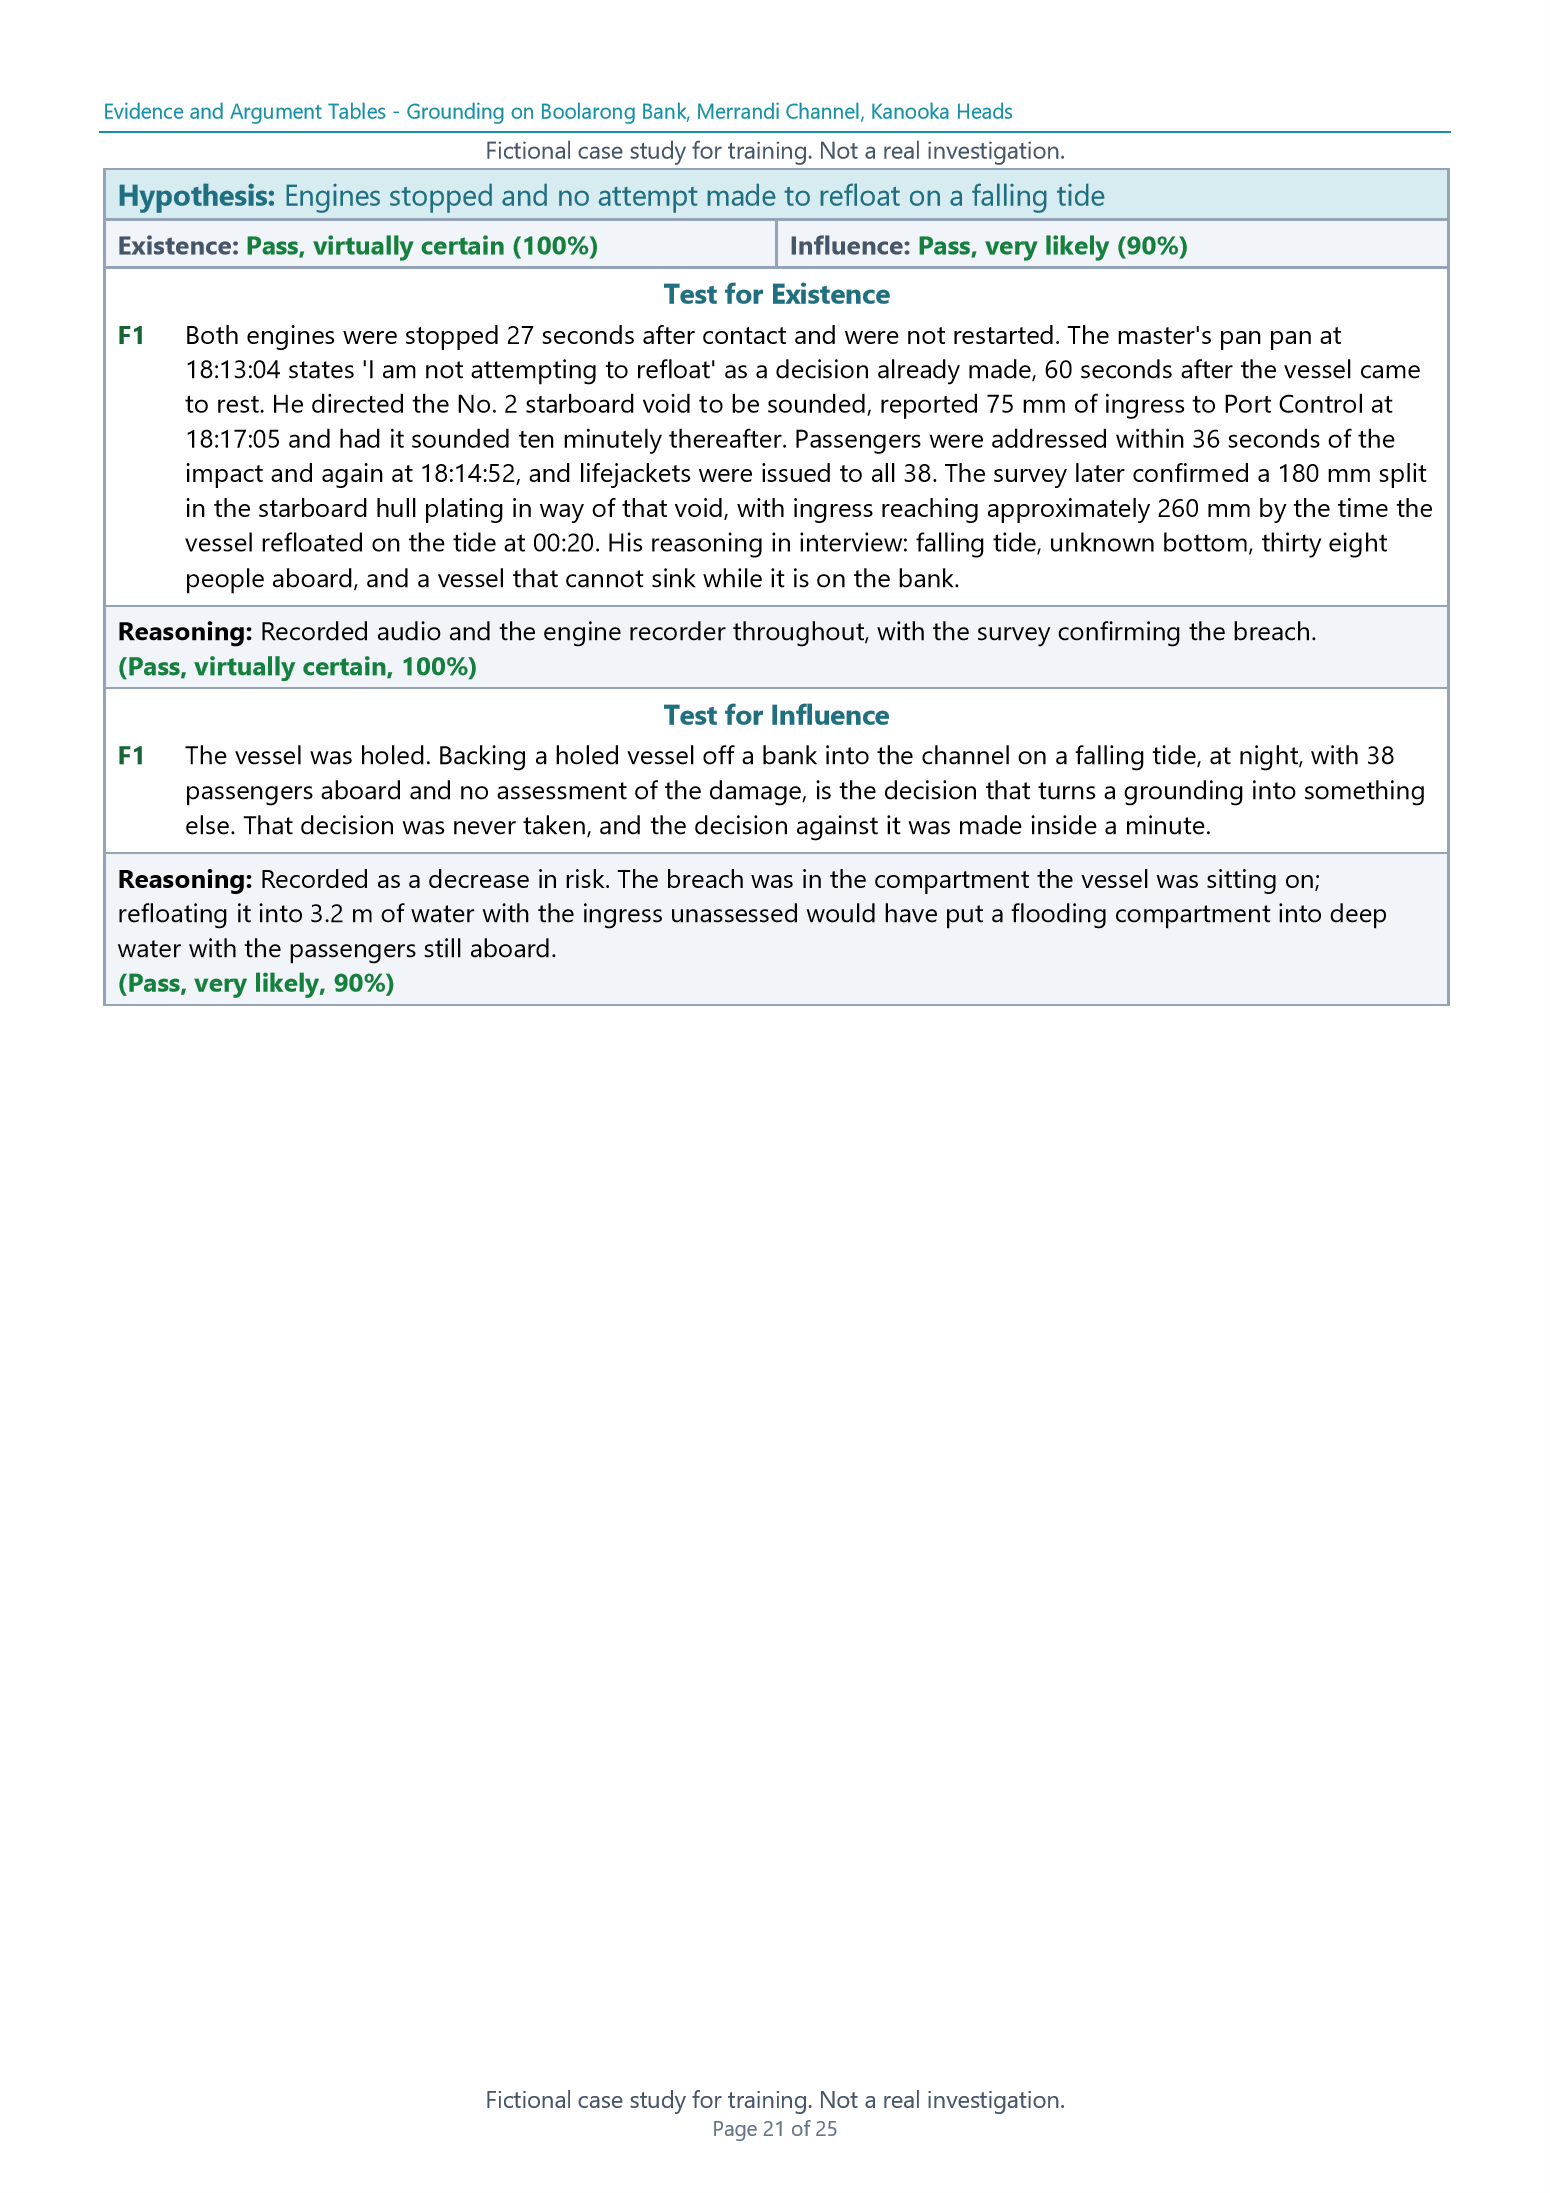 Evidence and Argument Tables - Grounding on Boolarong Bank, Merrandi Channel, Kanooka Heads
Fictional case study for training. Not a real investigation.
Hypothesis: Engines stopped and no attempt made to refloat on a falling tide
Existence: Pass, virtually certain (100%)
Influence: Pass, very likely (90%)
Test for Existence
F1 Both engines were stopped 27 seconds after contact and were not restarted. The master's pan pan at
18:13:04 states 'I am not attempting to refloat' as a decision already made, 60 seconds after the vessel came
to rest. He directed the No. 2 starboard void to be sounded, reported 75 mm of ingress to Port Control at
18:17:05 and had it sounded ten minutely thereafter. Passengers were addressed within 36 seconds of the
impact and again at 18:14:52, and lifejackets were issued to all 38. The survey later confirmed a 180 mm split
in the starboard hull plating in way of that void, with ingress reaching approximately 260 mm by the time the
vessel refloated on the tide at 00:20. His reasoning in interview: falling tide, unknown bottom, thirty eight
people aboard, and a vessel that cannot sink while it is on the bank.
Reasoning: Recorded audio and the engine recorder throughout, with the survey confirming the breach.
(Pass, virtually certain, 100%)
Test for Influence
F1 The vessel was holed. Backing a holed vessel off a bank into the channel on a falling tide, at night, with 38
passengers aboard and no assessment of the damage, is the decision that turns a grounding into something
else. That decision was never taken, and the decision against it was made inside a minute.
Reasoning: Recorded as a decrease in risk. The breach was in the compartment the vessel was sitting on;
refloating it into 3.2 m of water with the ingress unassessed would have put a flooding compartment into deep
water with the passengers still aboard.
(Pass, very likely, 90%)
Fictional case study for training. Not a real investigation.
Page 21 of 25